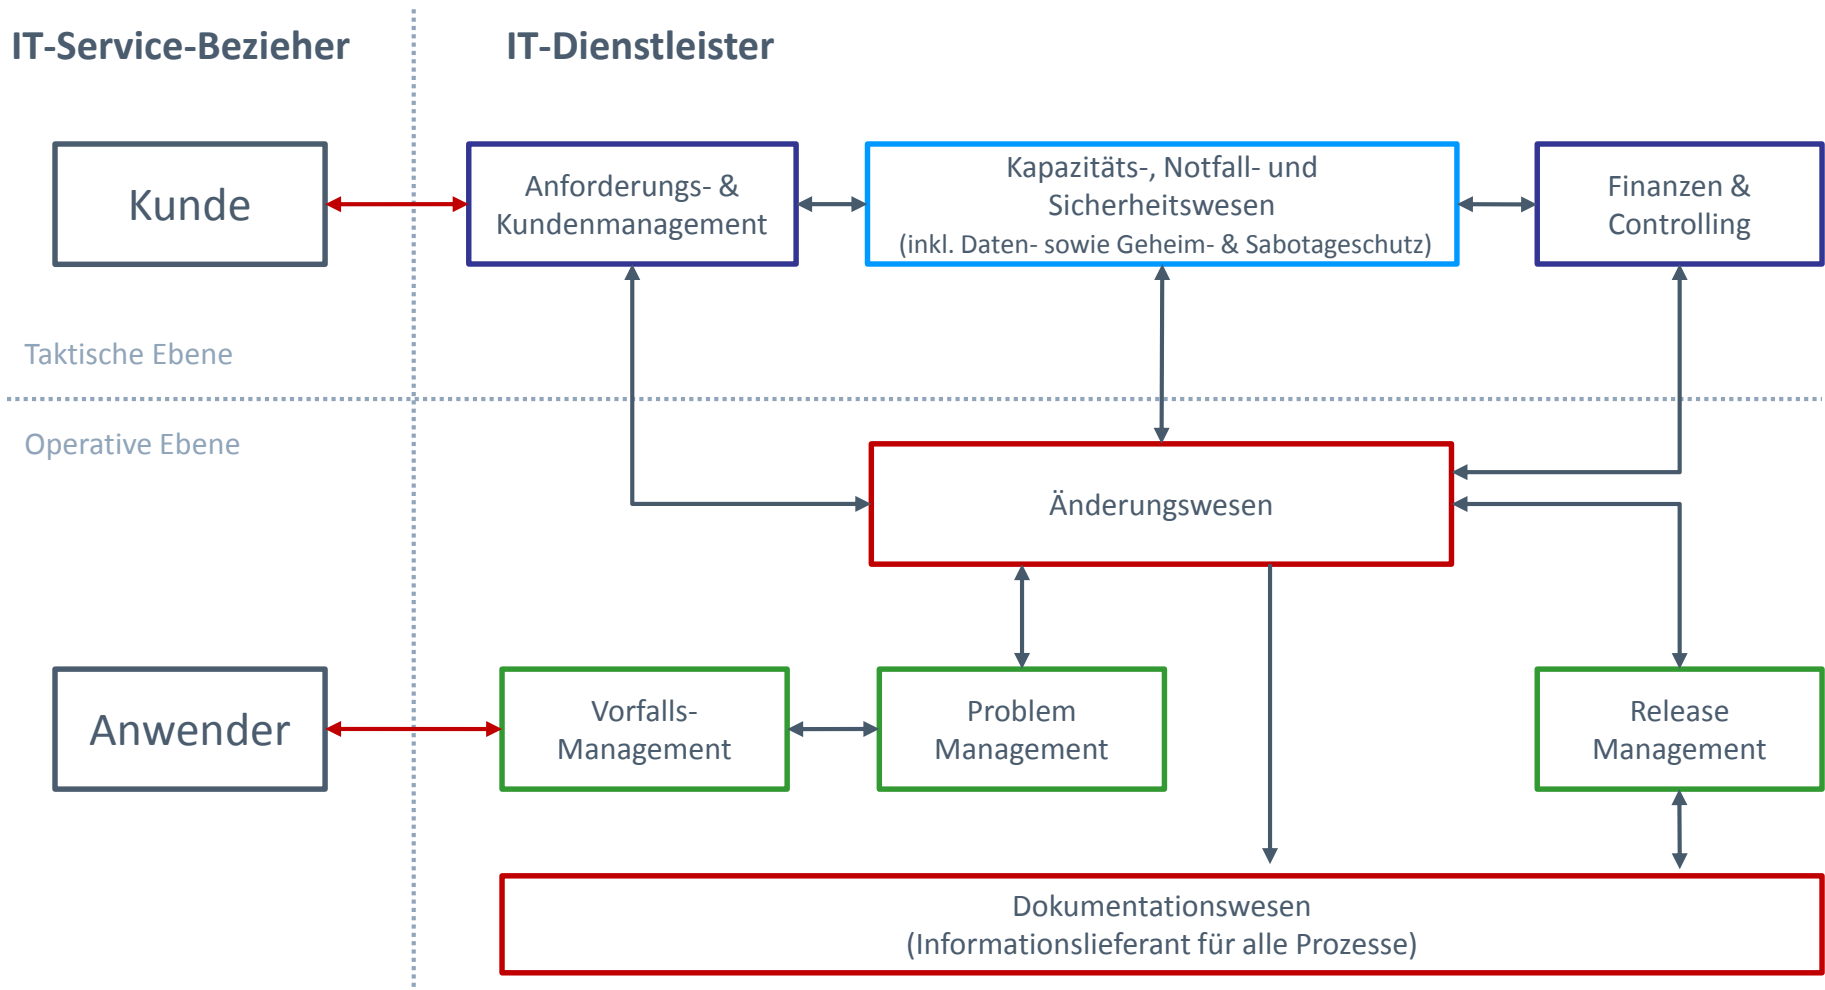 IT-Service-Bezieher
IT-Dienstleister
Kunde
Anforderungs- &
Kundenmanagement
Kapazitäts-, Notfall- und
Sicherheitswesen
(inkl. Daten- sowie Geheim- & Sabotageschutz)
Finanzen &
Controlling
Taktische Ebene
Operative Ebene
Änderungswesen
Anwender
Vorfalls-
Management
Problem
Management
Release
Management
Dokumentationswesen
(Informationslieferant für alle Prozesse)